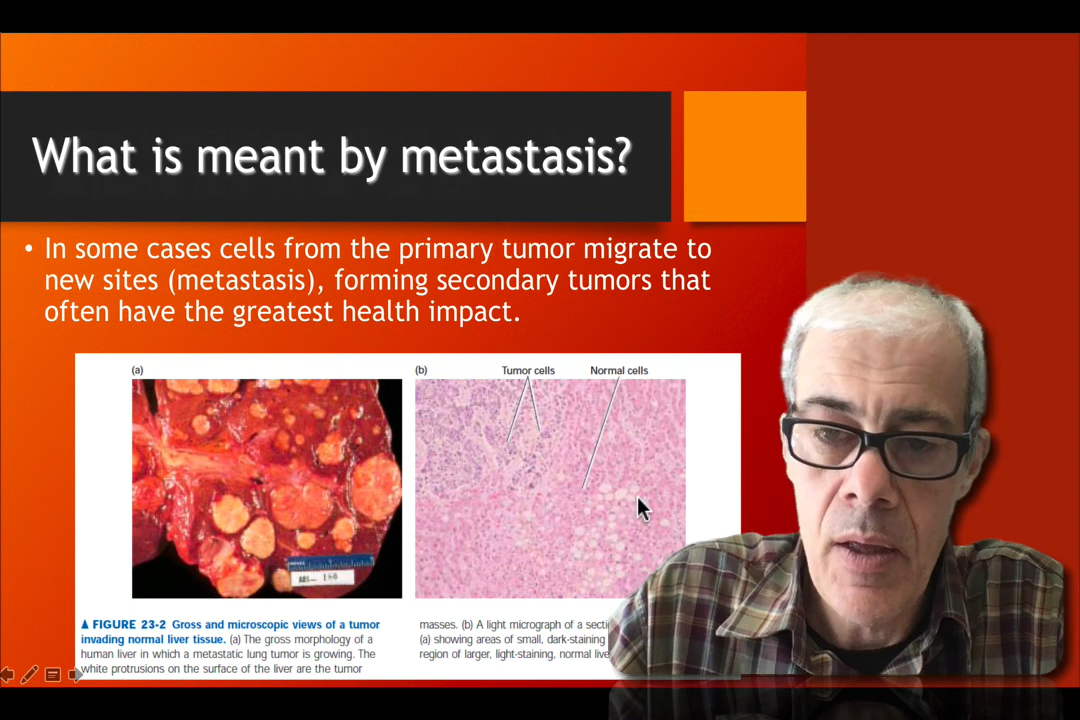 What is meant by metastasis?
• In some cases cells from the primary tumor migrate to
new sites (metastasis), forming secondary tumors that
often have the greatest health impact.
(a)
(b)
Tumor cells
Normal cells
▲ FIGURE 23-2 Gross and microscopic views of a tumor
invading normal liver tissue. (a) The gross morphology of a
human liver in which a metastatic lung tumor is growing. The
white protrusions on the surface of the liver are the tumor
masses. (b) A light micrograph of a
(a) showing areas of small, dark-staining
region of larger, light-staining, normal